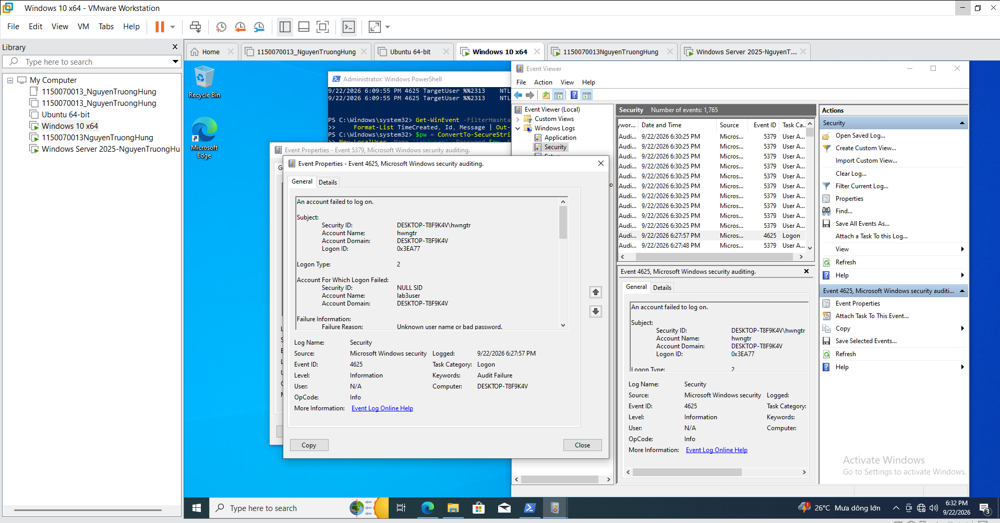 Windows 10 x64 - VMware Workstation
File Edit View VM Tabs Help
Library
Type here to search
My Computer
1150070013_NguyenTruongHung
1150070013_NguyenTruongHung
Ubuntu 64-bit
Windows 10 x64
1150070013NguyenTruongHung
Windows Server 2025-NguyenTruongHu
Home
1150070013_NguyenTruongHung
Ubuntu 64-bit
Windows 10 x64
1150070013NguyenTruongHung
Windows Server 2025-NguyenT...
Recycle Bin
Microsoft
Edge
Administrator: Windows PowerShell
9/22/2026 6:09:55 PM 4625 TargetUser %%2313 NTL
9/22/2026 6:09:55 PM 4625 TargetUser %%2313 NTL
PS C:\Windows\system32> Get-WinEvent -FilterHashta
>> Format-List TimeCreated, Id, Message | Out-
PS C:\Windows\system32> $pw = ConvertTo-SecureStri
Event Properties - Event 5379, Microsoft Windows security auditing.
Event Properties - Event 4625, Microsoft Windows security auditing.
General Details
An account failed to log on.
Subject:
Security ID: DESKTOP-T8F9K4V\hwngtr
Account Name: hwngtr
Account Domain: DESKTOP-T8F9K4V
Logon ID: 0x3EA77
Logon Type: 2
Account For Which Logon Failed:
Security ID: NULL SID
Account Name: lab3user
Account Domain: DESKTOP-T8F9K4V
Failure Information:
Failure Reason: Unknown user name or bad password.
Log Name: Security
Source: Microsoft Windows security Logged: 9/22/2026 6:27:57 PM
Event ID: 4625 Task Category: Logon
Level: Information Keywords: Audit Failure
User: N/A Computer: DESKTOP-T8F9K4V
OpCode: Info
More Information: Event Log Online Help
Copy Close
Event Viewer
File Action View Help
Event Viewer (Local)
Custom Views
Windows Logs
Application
Security
Security Number of events: 1,765
ywor... Date and Time Source Event ID Task Ca...
Audi... 9/22/2026 6:30:25 PM Micros... 5379 User A...
Audi... 9/22/2026 6:30:25 PM Micros... 5379 User A...
Audi... 9/22/2026 6:30:25 PM Micros... 5379 User A...
Audi... 9/22/2026 6:30:25 PM Micros... 5379 User A...
Audi... 9/22/2026 6:30:25 PM Micros... 5379 User A...
Audi... 9/22/2026 6:30:25 PM Micros... 5379 User A...
Audi... 9/22/2026 6:30:25 PM Micros... 5379 User A...
Audi... 9/22/2026 6:30:25 PM Micros... 5379 User A...
Audi... 9/22/2026 6:30:25 PM Micros... 5379 User A...
Audi... 9/22/2026 6:30:25 PM Micros... 5379 User A...
Audi... 9/22/2026 6:27:57 PM Micros... 4625 Logon
Audi... 9/22/2026 6:27:48 PM Micros... 5379 User A...
Event 4625, Microsoft Windows security auditing.
General Details
An account failed to log on.
Subject:
Security ID: DESKTOP-T8F9K4V\hwngtr
Account Name: hwngtr
Account Domain: DESKTOP-T8F9K4V
Logon ID: 0x3EA77
Logon Type: 2
Log Name: Security
Source: Microsoft Windows security Logged:
Event ID: 4625 Task Category:
Level: Information Keywords:
User: N/A Computer:
OpCode: Info
More Information: Event Log Online Help
Actions
Security
Open Saved Log...
Create Custom View...
Import Custom View...
Clear Log...
Filter Current Log...
Properties
Find...
Save All Events As...
Attach a Task To this Log...
View
Refresh
Help
Event 4625, Microsoft Windows security auditi...
Event Properties
Attach Task To This Event...
Copy
Save Selected Events...
Refresh
Help
Activate Windows
Go to Settings to activate Windows.
Type here to search
26°C Mưa dông lớn
6:32 PM
9/22/2026
3